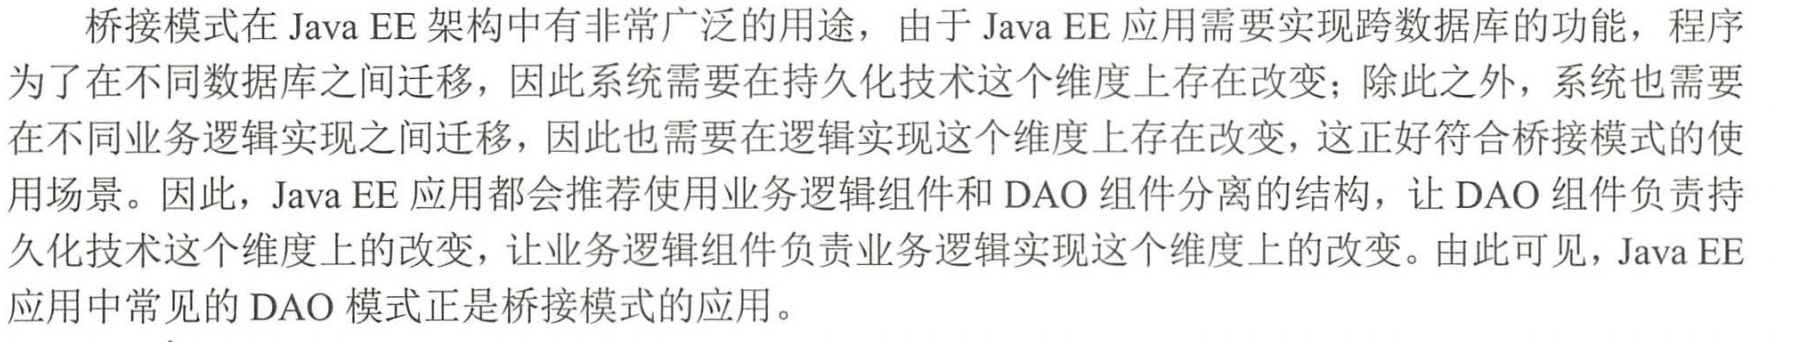 桥接模式在 Java EE 架构中有非常广泛的用途，由于 Java EE 应用需要实现跨数据库的功能，程序
为了在不同数据库之间迁移，因此系统需要在持久化技术这个维度上存在改变；除此之外，系统也需要
在不同业务逻辑实现之间迁移，因此也需要在逻辑实现这个维度上存在改变，这正好符合桥接模式的使
用场景。因此，Java EE 应用都会推荐使用业务逻辑组件和 DAO 组件分离的结构，让 DAO 组件负责持
久化技术这个维度上的改变，让业务逻辑组件负责业务逻辑实现这个维度上的改变。由此可见，Java EE
应用中常见的 DAO 模式正是桥接模式的应用。